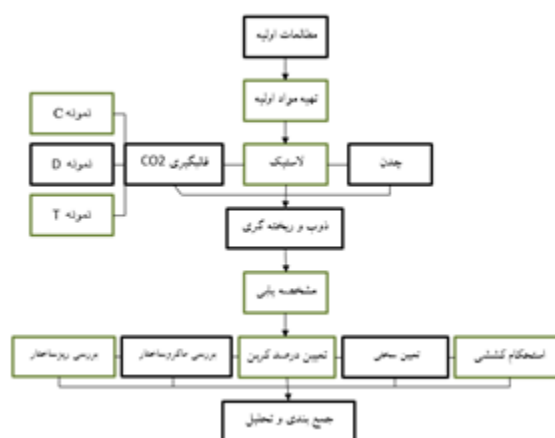 مطالعات اولیه
تهیه مواد اولیه
چدن
لاستیک
قالبگیری CO2
نمونه C
نمونه D
نمونه T
ذوب و ریخته گری
مشخصه یابی
استحکام کششی
تعیین سختی
تعیین درصد کربن
بررسی ماکروساختار
بررسی ریزساختار
جمع بندی و تحلیل